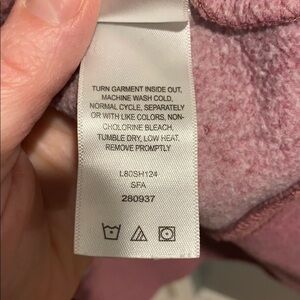 TURN GARMENT INSIDE OUT,
MACHINE WASH COLD,
NORMAL CYCLE, SEPARATELY
OR WITH LIKE COLORS, NON-
CHOLORINE BLEACH,
TUMBLE DRY, LOW HEAT,
REMOVE PROMPTLY
L80SH124
SFA
280937